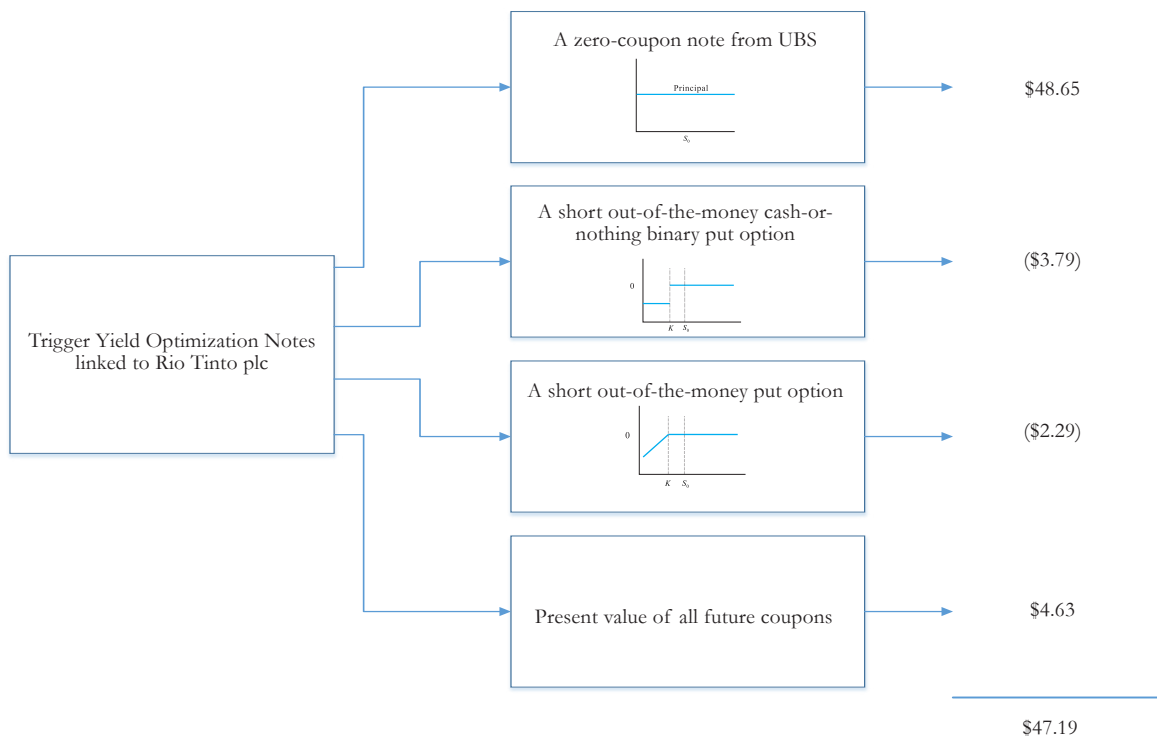 A zero-coupon note from UBS
Principal
S0
$48.65
A short out-of-the-money cash-or-
nothing binary put option
0
K
S0
($3.79)
Trigger Yield Optimization Notes
linked to Rio Tinto plc
A short out-of-the-money put option
0
K
S0
($2.29)
Present value of all future coupons
$4.63
$47.19